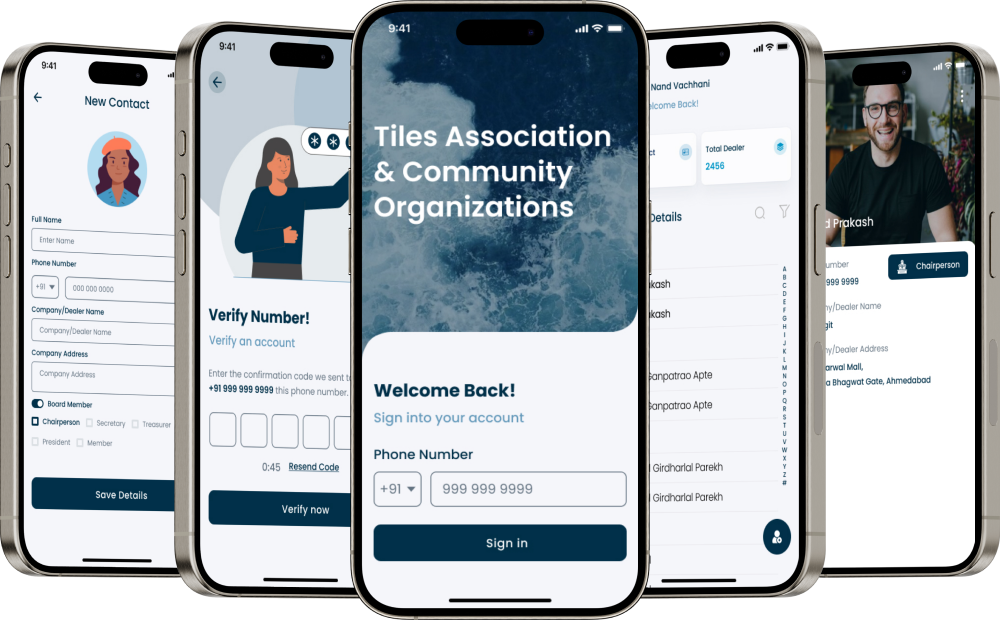 9:41
New Contact
Full Name
Enter Name
Phone Number
+91
000 000 0000
Company/Dealer Name
Company/Dealer Name
Company Address
Company Address
Board Member
Chairperson
Secretary
Treasurer
President
Member
Save Details
9:41
Verify Number!
Verify an account
Enter the confirmation code we sent to
+91 999 999 9999 this phone number.
0:45
Resend Code
Verify now
9:41
Tiles Association
& Community
Organizations
Welcome Back!
Sign into your account
Phone Number
+91
999 999 9999
Sign in
Nand Vachhani
elcome Back!
ct
Total Dealer
2456
Details
A
B
C
D
E
F
G
H
I
J
K
L
M
N
O
P
Q
R
S
T
U
V
W
X
Y
Z
#
kash
kash
Ganpatrao Apte
Ganpatrao Apte
Girdharlal Parekh
Girdharlal Parekh
d Prakash
umber
999 9999
Chairperson
ny/Dealer Name
git
ny/Dealer Address
arwal Mall,
a Bhagwat Gate, Ahmedabad